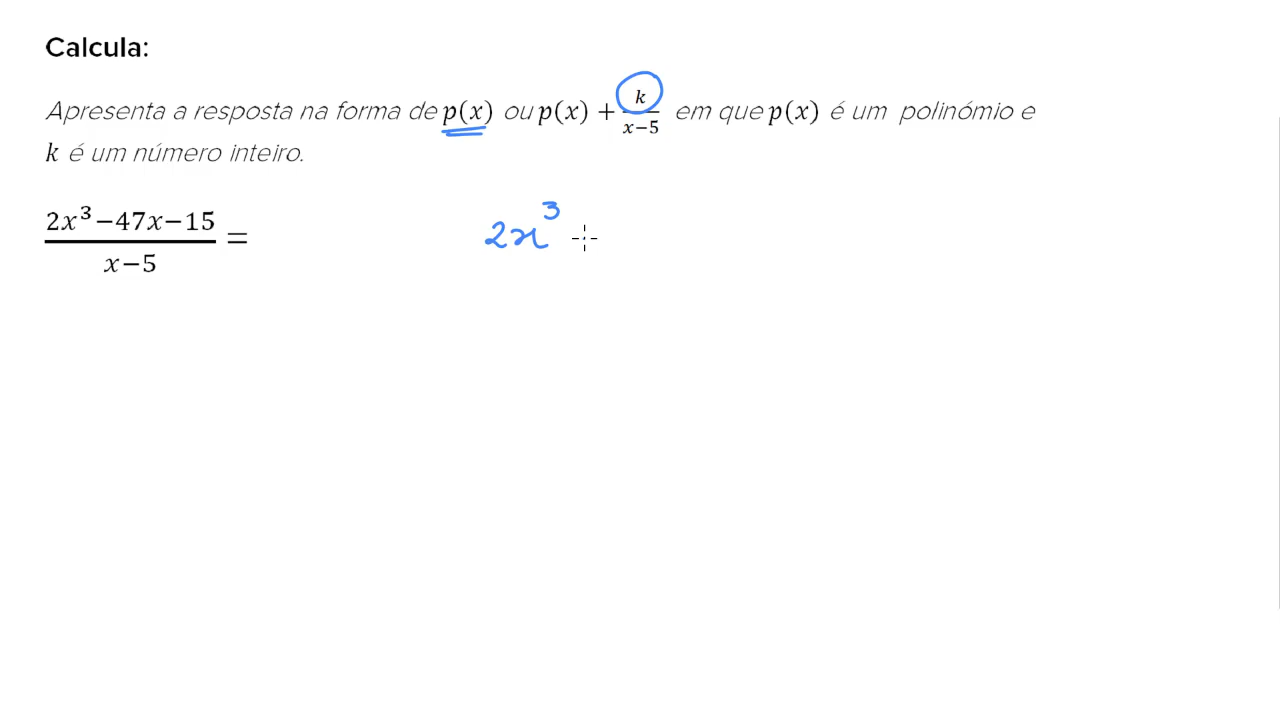 Calcula:
Apresenta a resposta na forma de p(x) ou p(x) + k/(x−5) em que p(x) é um polinómio e
k é um número inteiro.
(2x³−47x−15)/(x−5) =
2x³